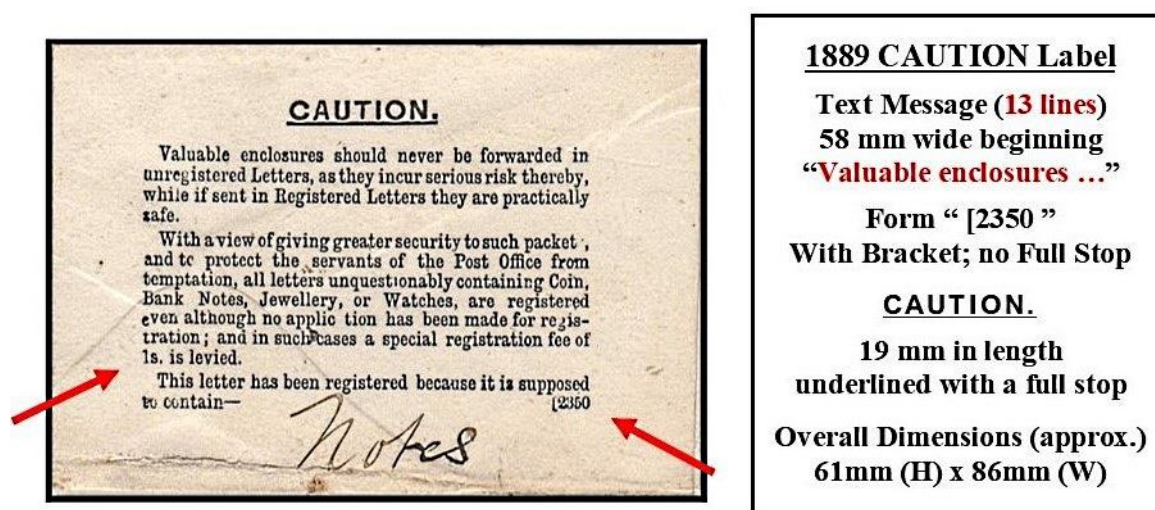 CAUTION.
Valuable enclosures should never be forwarded in
unregistered Letters, as they incur serious risk thereby,
while if sent in Registered Letters they are practically
safe.
With a view of giving greater security to such packet ,
and to protect the servants of the Post Office from
temptation, all letters unquestionably containing Coin,
Bank Notes, Jewellery, or Watches, are registered
even although no applic tion has been made for regis-
tration; and in such cases a special registration fee of
1s. is levied.
This letter has been registered because it is supposed
to contain— [2350
Notes
1889 CAUTION Label
Text Message (13 lines)
58 mm wide beginning
“Valuable enclosures ...”
Form “ [2350 ”
With Bracket; no Full Stop
CAUTION.
19 mm in length
underlined with a full stop
Overall Dimensions (approx.)
61mm (H) x 86mm (W)